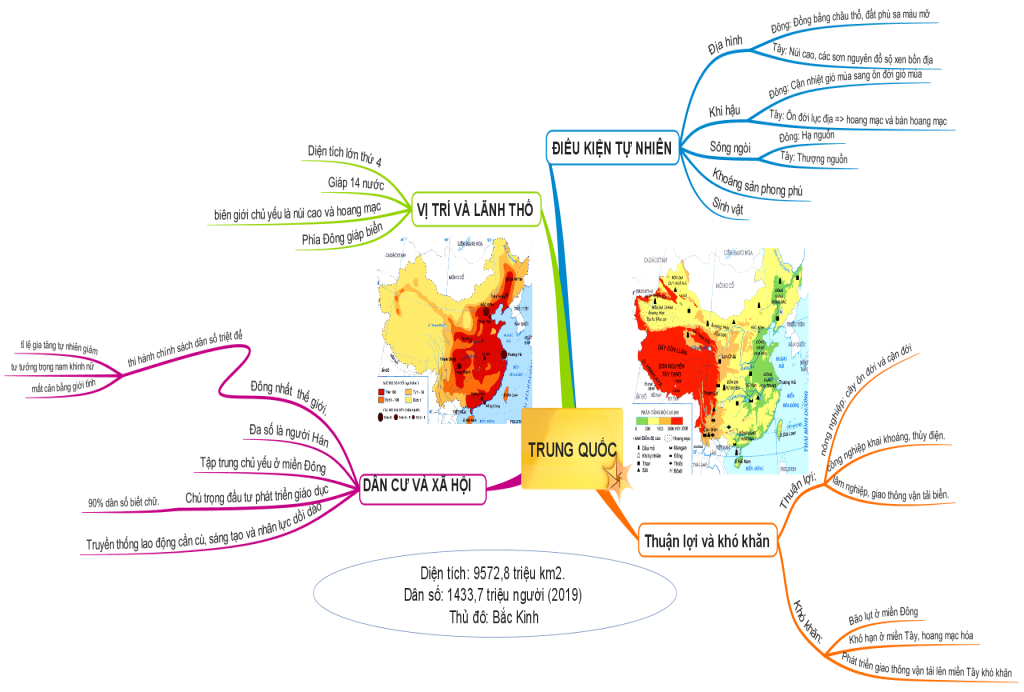 TRUNG QUỐC
ĐIỀU KIỆN TỰ NHIÊN
Địa hình
Đông: Đồng bằng châu thổ, đất phù sa màu mỡ
Tây: Núi cao, các sơn nguyên đồ sộ xen bồn địa
Khí hậu
Đông: Cận nhiệt gió mùa sang ôn đới gió mùa
Tây: Ôn đới lục địa => hoang mạc và bán hoang mạc
Sông ngòi
Đông: Hạ nguồn
Tây: Thượng nguồn
Khoáng sản phong phú
Sinh vật
VỊ TRÍ VÀ LÃNH THỔ
Diện tích lớn thứ 4
Giáp 14 nước
biên giới chủ yếu là núi cao và hoang mạc
Phía Đông giáp biển
DÂN CƯ VÀ XÃ HỘI
Đông nhất thế giới.
thi hành chính sách dân số triệt để
tỉ lệ gia tăng tự nhiên giảm
tư tưởng trọng nam khinh nữ
mất cân bằng giới tính
Đa số là người Hán
Tập trung chủ yếu ở miền Đông
Chú trọng đầu tư phát triển giáo dục
90% dân số biết chữ.
Truyền thống lao động cần cù, sáng tạo và nhân lực dồi dào
Thuận lợi và khó khăn
Thuận lợi:
nông nghiệp: cây ôn đới và cận đới
công nghiệp khai khoáng, thủy điện.
lâm nghiệp, giao thông vận tải biển.
Khó khăn:
Bão lụt ở miền Đông
Khô hạn ở miền Tây, hoang mạc hóa
Phát triển giao thông vận tải lên miền Tây khó khăn
Diện tích: 9572,8 triệu km2.
Dân số: 1433,7 triệu người (2019)
Thủ đô: Bắc Kinh
MÔNG CỔ
MÔNG CỔ
DÃY CÔN LUÂN
SƠN NGUYÊN
TÂY TẠNG